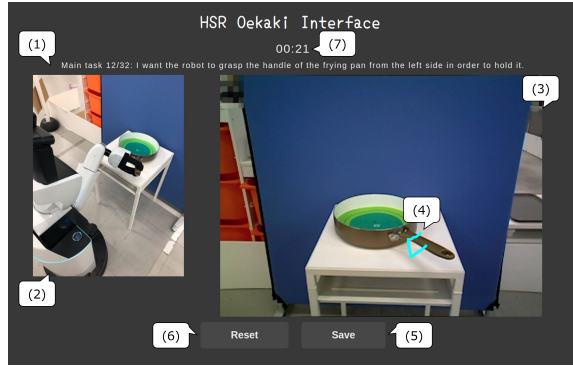 HSR Oekaki Interface
(1)
00:21
(7)
Main task 12/32: I want the robot to grasp the handle of the frying pan from the left side in order to hold it.
(3)
(4)
(2)
(6)
Reset
Save
(5)